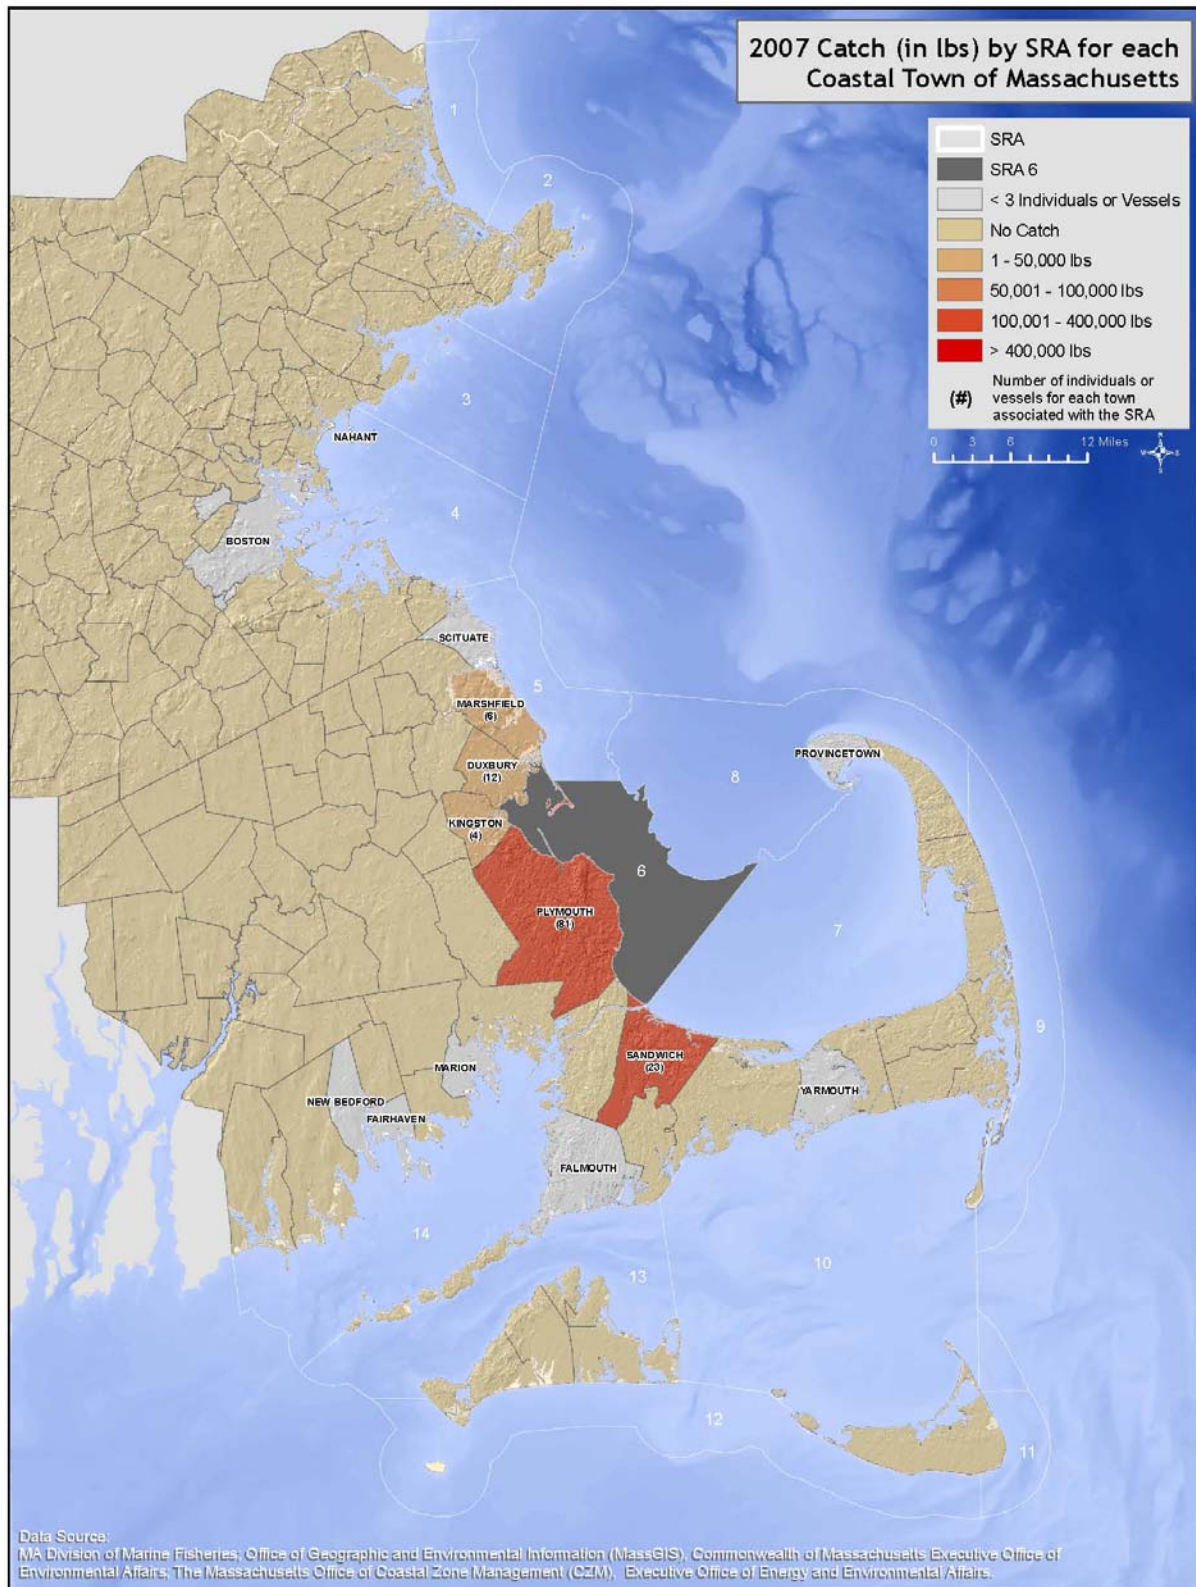 2007 Catch (in lbs) by SRA for each
Coastal Town of Massachusetts
SRA
SRA 6
< 3 Individuals or Vessels
No Catch
1 - 50,000 lbs
50,001 - 100,000 lbs
100,001 - 400,000 lbs
> 400,000 lbs
(#) Number of individuals or
vessels for each town
associated with the SRA
0 3 6 12 Miles
N
W E
S
1
2
3
NAHANT
4
BOSTON
SCITUATE
5
MARSHFIELD
(6)
PROVINCETOWN
DUXBURY
(12)
8
KINGSTON
(4)
6
PLYMOUTH
(81)
7
9
SANDWICH
(23)
MARION
YARMOUTH
NEW BEDFORD
FAIRHAVEN
FALMOUTH
14
10
13
12
11
Data Source:
MA Division of Marine Fisheries, Office of Geographic and Environmental Information (MassGIS), Commonwealth of Massachusetts Executive Office of
Environmental Affairs, The Massachusetts Office of Coastal Zone Management (CZM), Executive Office of Energy and Environmental Affairs.